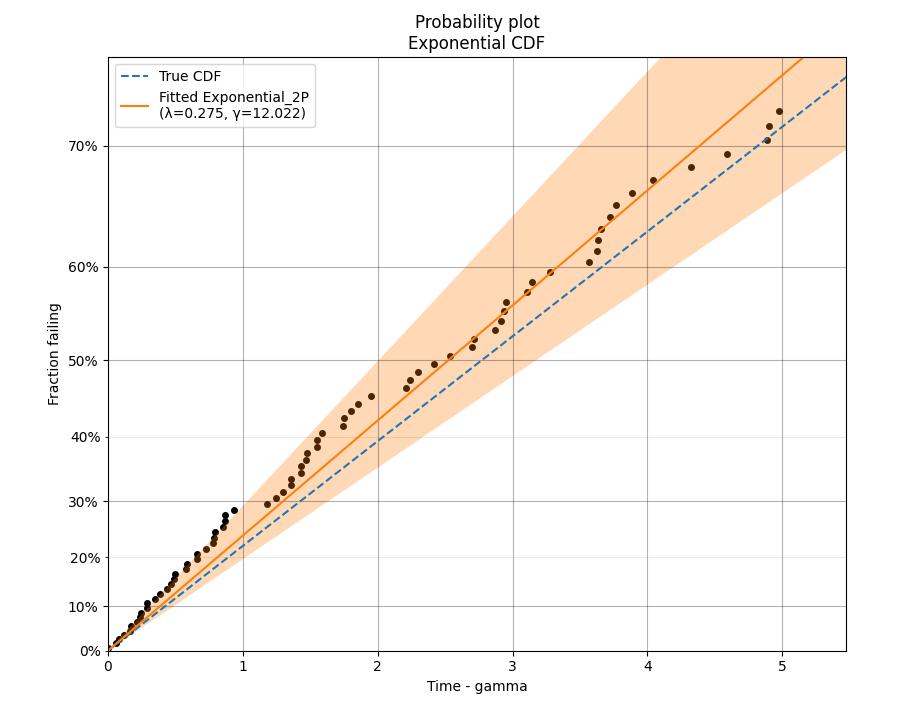 Probability plot
Exponential CDF
True CDF
Fitted Exponential_2P
(λ=0.275, γ=12.022)
Fraction failing
70%
60%
50%
40%
30%
20%
10%
0%
0 1 2 3 4 5
Time - gamma